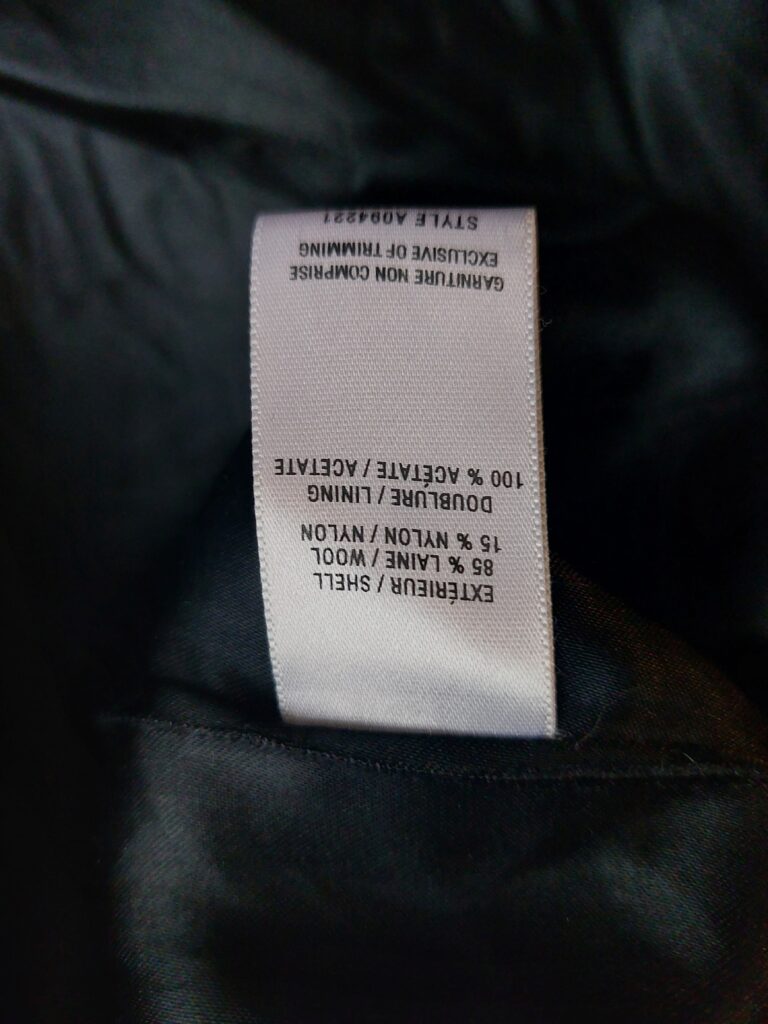 EXTÉRIEUR / SHELL
85 % LAINE / WOOL
15 % NYLON / NYLON
DOUBLURE / LINING
100 % ACÉTATE / ACETATE
GARNITURE NON COMPRISE
EXCLUSIVE OF TRIMMING
STYLE A094221